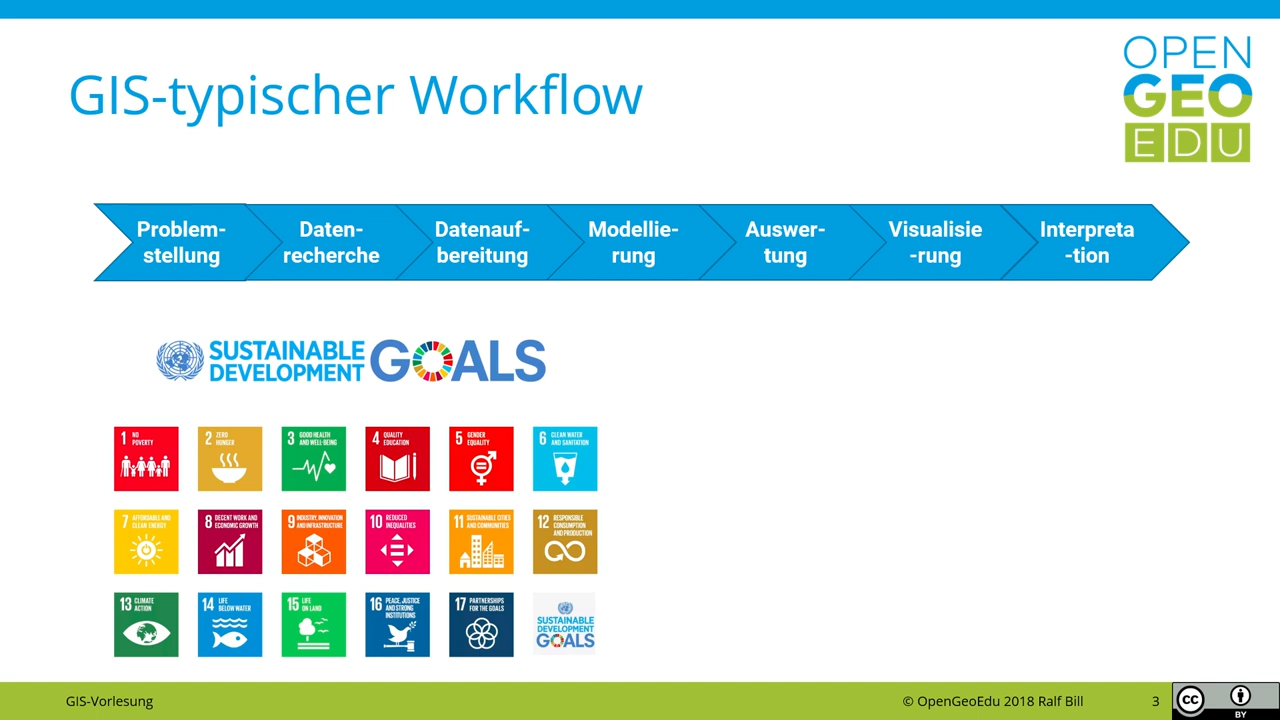 GIS-typischer Workflow
OPEN
GEO
EDU
Problem-
stellung
Daten-
recherche
Datenauf-
bereitung
Modellie-
rung
Auswer-
tung
Visualisie
-rung
Interpreta
-tion
SUSTAINABLE
DEVELOPMENT
GOALS
1 NO
POVERTY
2 ZERO
HUNGER
3 GOOD HEALTH
AND WELL-BEING
4 QUALITY
EDUCATION
5 GENDER
EQUALITY
6 CLEAN WATER
AND SANITATION
7 AFFORDABLE AND
CLEAN ENERGY
8 DECENT WORK AND
ECONOMIC GROWTH
9 INDUSTRY, INNOVATION
AND INFRASTRUCTURE
10 REDUCED
INEQUALITIES
11 SUSTAINABLE CITIES
AND COMMUNITIES
12 RESPONSIBLE
CONSUMPTION
AND PRODUCTION
13 CLIMATE
ACTION
14 LIFE
BELOW WATER
15 LIFE
ON LAND
16 PEACE, JUSTICE
AND STRONG
INSTITUTIONS
17 PARTNERSHIPS
FOR THE GOALS
SUSTAINABLE
DEVELOPMENT
GOALS
GIS-Vorlesung
© OpenGeoEdu 2018 Ralf Bill
3
cc
BY